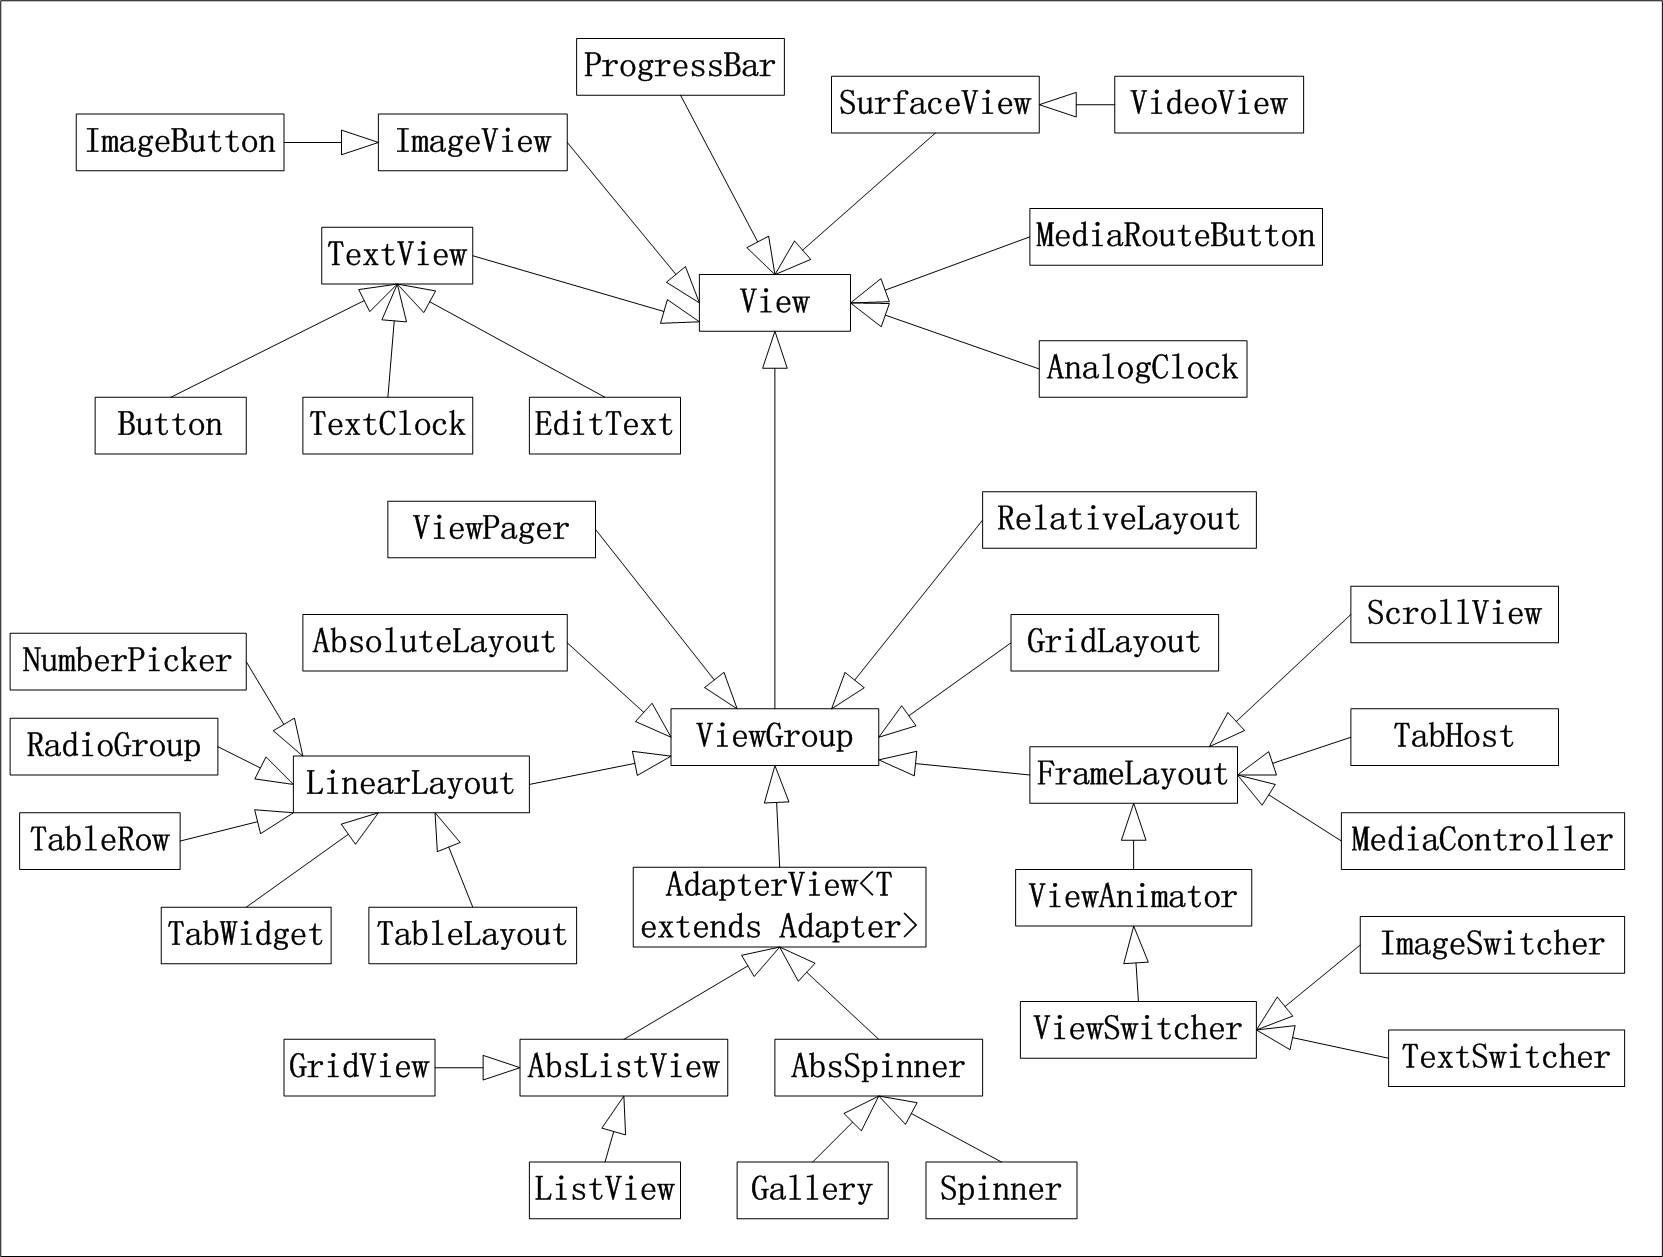 ProgressBar
SurfaceView
VideoView
ImageButton
ImageView
MediaRouteButton
TextView
View
AnalogClock
Button
TextClock
EditText
ViewPager
RelativeLayout
ScrollView
AbsoluteLayout
GridLayout
NumberPicker
RadioGroup
ViewGroup
TabHost
LinearLayout
FrameLayout
TableRow
MediaController
AdapterView<T
extends Adapter>
ViewAnimator
TabWidget
TableLayout
ImageSwitcher
ViewSwitcher
TextSwitcher
GridView
AbsListView
AbsSpinner
ListView
Gallery
Spinner